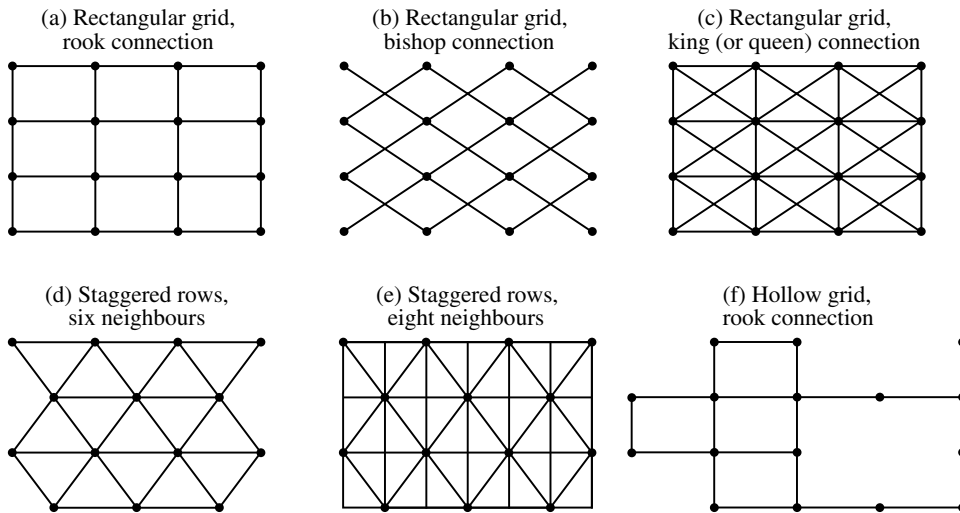 (a) Rectangular grid,
rook connection
(b) Rectangular grid,
bishop connection
(c) Rectangular grid,
king (or queen) connection
(d) Staggered rows,
six neighbours
(e) Staggered rows,
eight neighbours
(f) Hollow grid,
rook connection